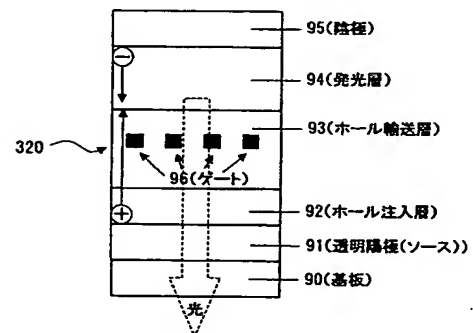 95(陰極)
94(発光層)
93(ホール輸送層)
320
96(ゲート)
92(ホール注入層)
91(透明陽極(ソース))
90(基板)
光